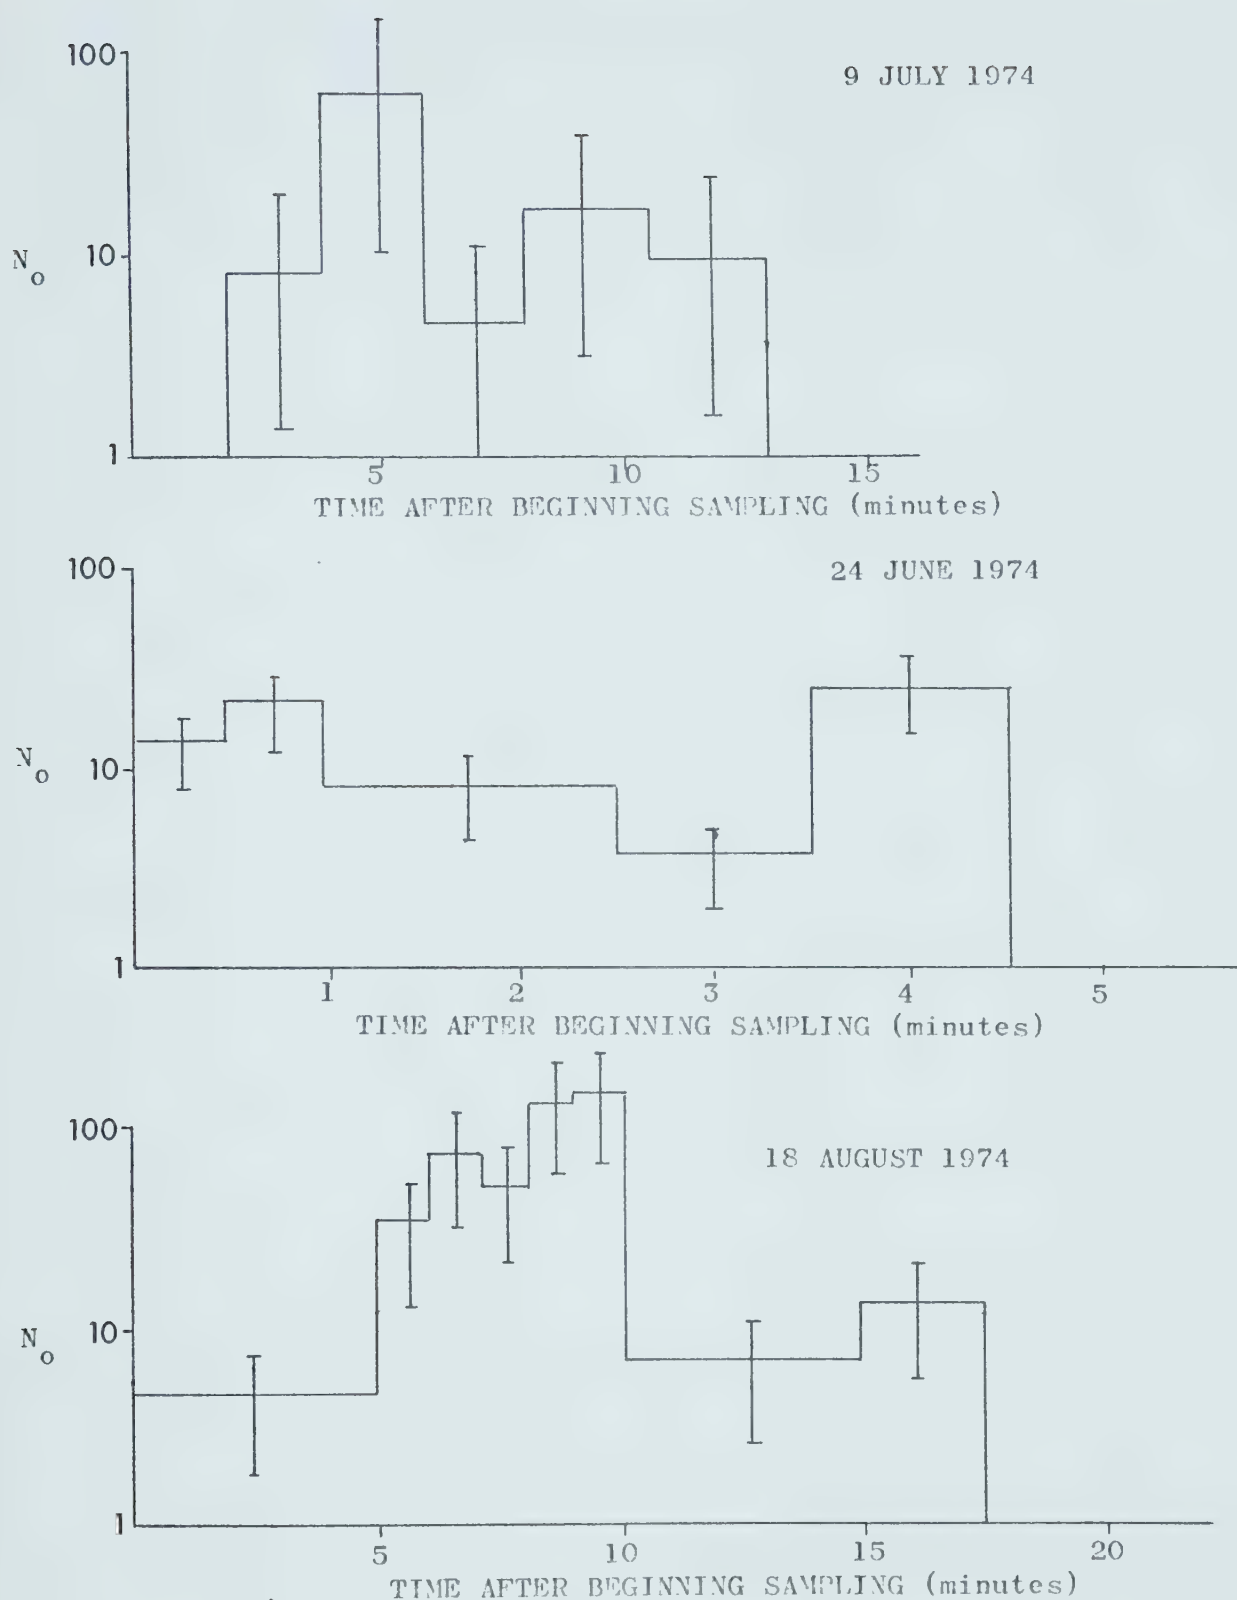 100
9 JULY 1974
N
o
10
1
5 10 15
TIME AFTER BEGINNING SAMPLING (minutes)
100
24 JUNE 1974
N
o
10
1
1 2 3 4 5
TIME AFTER BEGINNING SAMPLING (minutes)
100
18 AUGUST 1974
N
o
10
1
5 10 15 20
TIME AFTER BEGINNING SAMPLING (minutes)